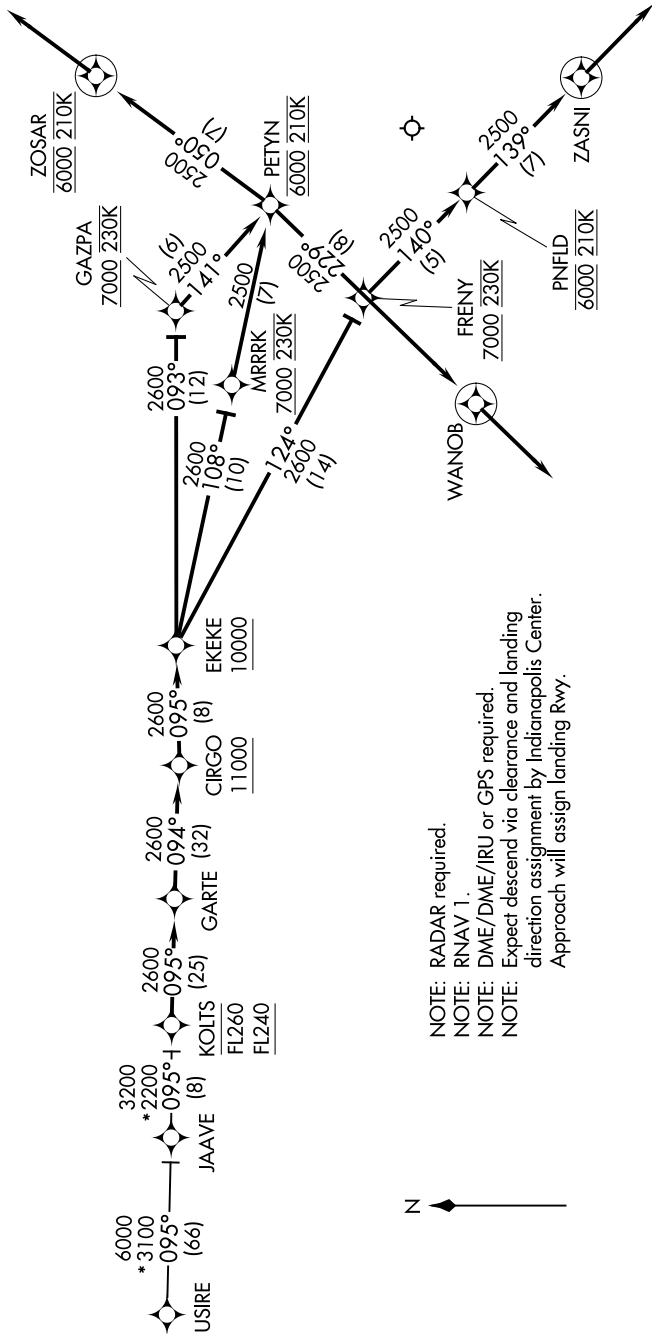 USIRE
6000
*3100
095°
(66)
JAAVE
3200
*2200
095°
(8)
KOLTS
FL260
FL240
2600
095°
(25)
GARTE
2600
094°
(32)
CIRGO
11000
2600
095°
(8)
EKEKE
10000
2600
093°
(12)
GAZPA
7000 230K
(6)
2500
141°
2600
108°
(10)
MRRRK
7000 230K
2500
(7)
124°
2600
(14)
FRENY
7000 230K
PETYN
6000 210K
(7)
050°
2500
ZOSAR
6000 210K
2500
229°
(8)
WANOB
2500
140°
(5)
PNFLD
6000 210K
2500
139°
(7)
ZASNI
NOTE: RADAR required.
NOTE: RNAV 1.
NOTE: DME/DME/IRU or GPS required.
NOTE: Expect descend via clearance and landing
direction assignment by Indianapolis Center.
Approach will assign landing Rwy.
N